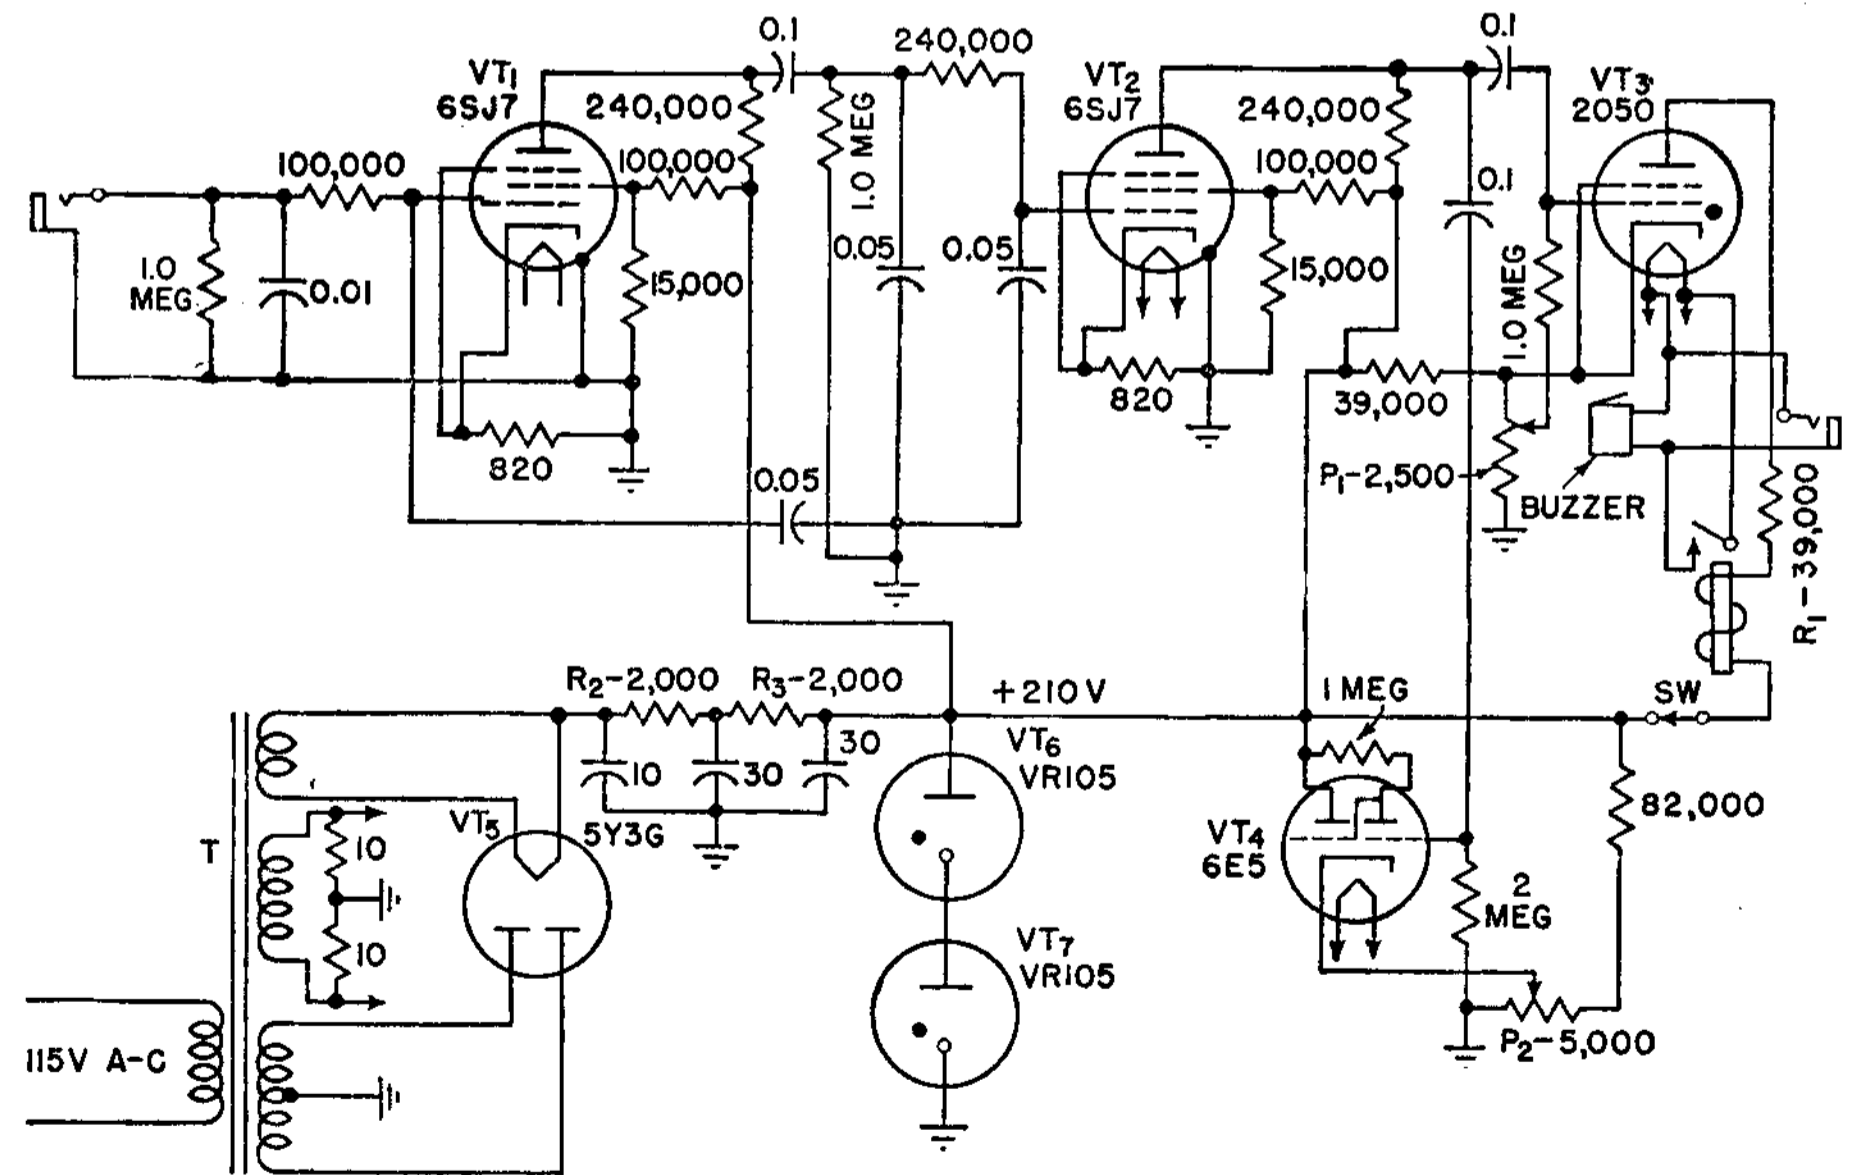 0.1
240,000
0.1
VT1
6SJ7
240,000
1.0 MEG
VT2
6SJ7
240,000
VT3
2050
100,000
100,000
100,000
0.1
1.0
MEG
0.01
15,000
0.05
0.05
15,000
1.0 MEG
820
820
39,000
0.05
P1-2,500
BUZZER
R1-39,000
R2-2,000
R3-2,000
+210V
1 MEG
SW
10
30
30
VT6
VR105
VT5
5Y3G
T
10
10
VT4
6E5
82,000
2
MEG
VT7
VR105
115V A-C
P2-5,000